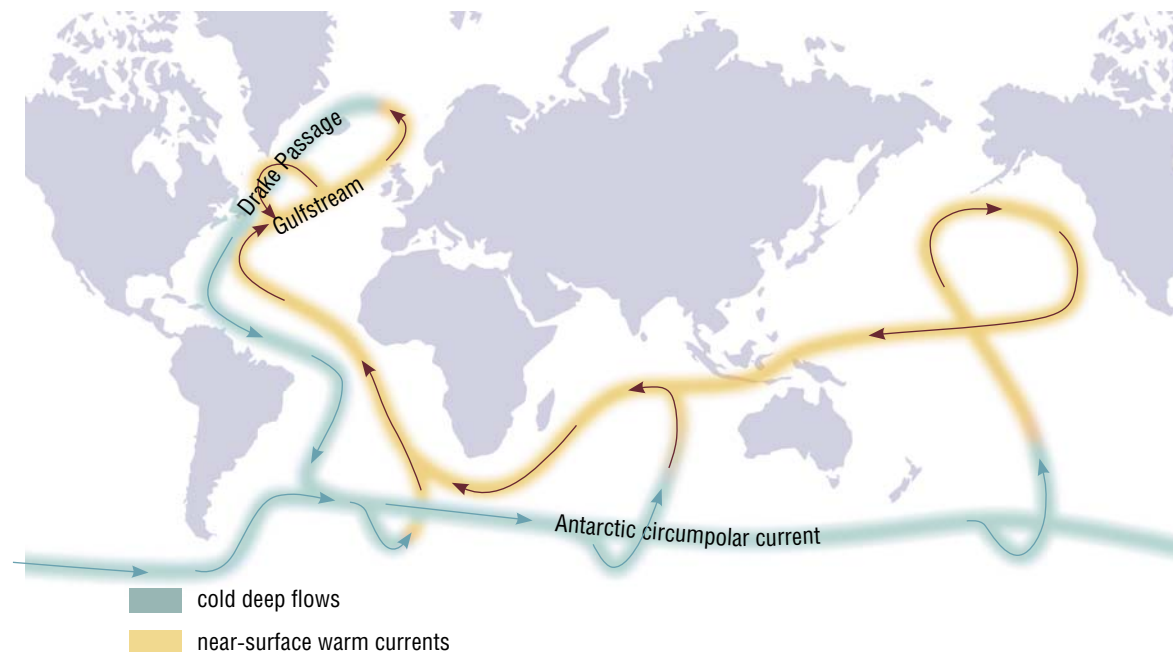 Drake Passage
Gulfstream
Antarctic circumpolar current
cold deep flows
near-surface warm currents